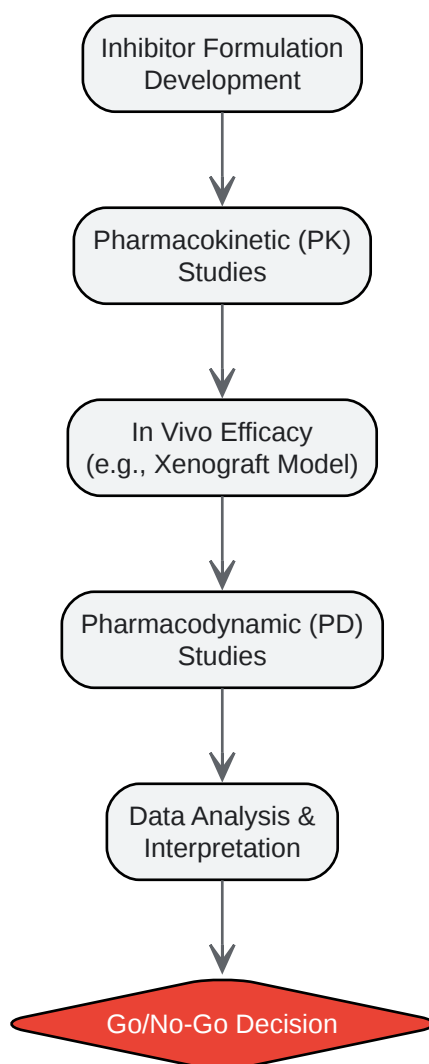 Inhibitor Formulation
Development
Pharmacokinetic (PK)
Studies
In Vivo Efficacy
(e.g., Xenograft Model)
Pharmacodynamic (PD)
Studies
Data Analysis &
Interpretation
Go/No-Go Decision